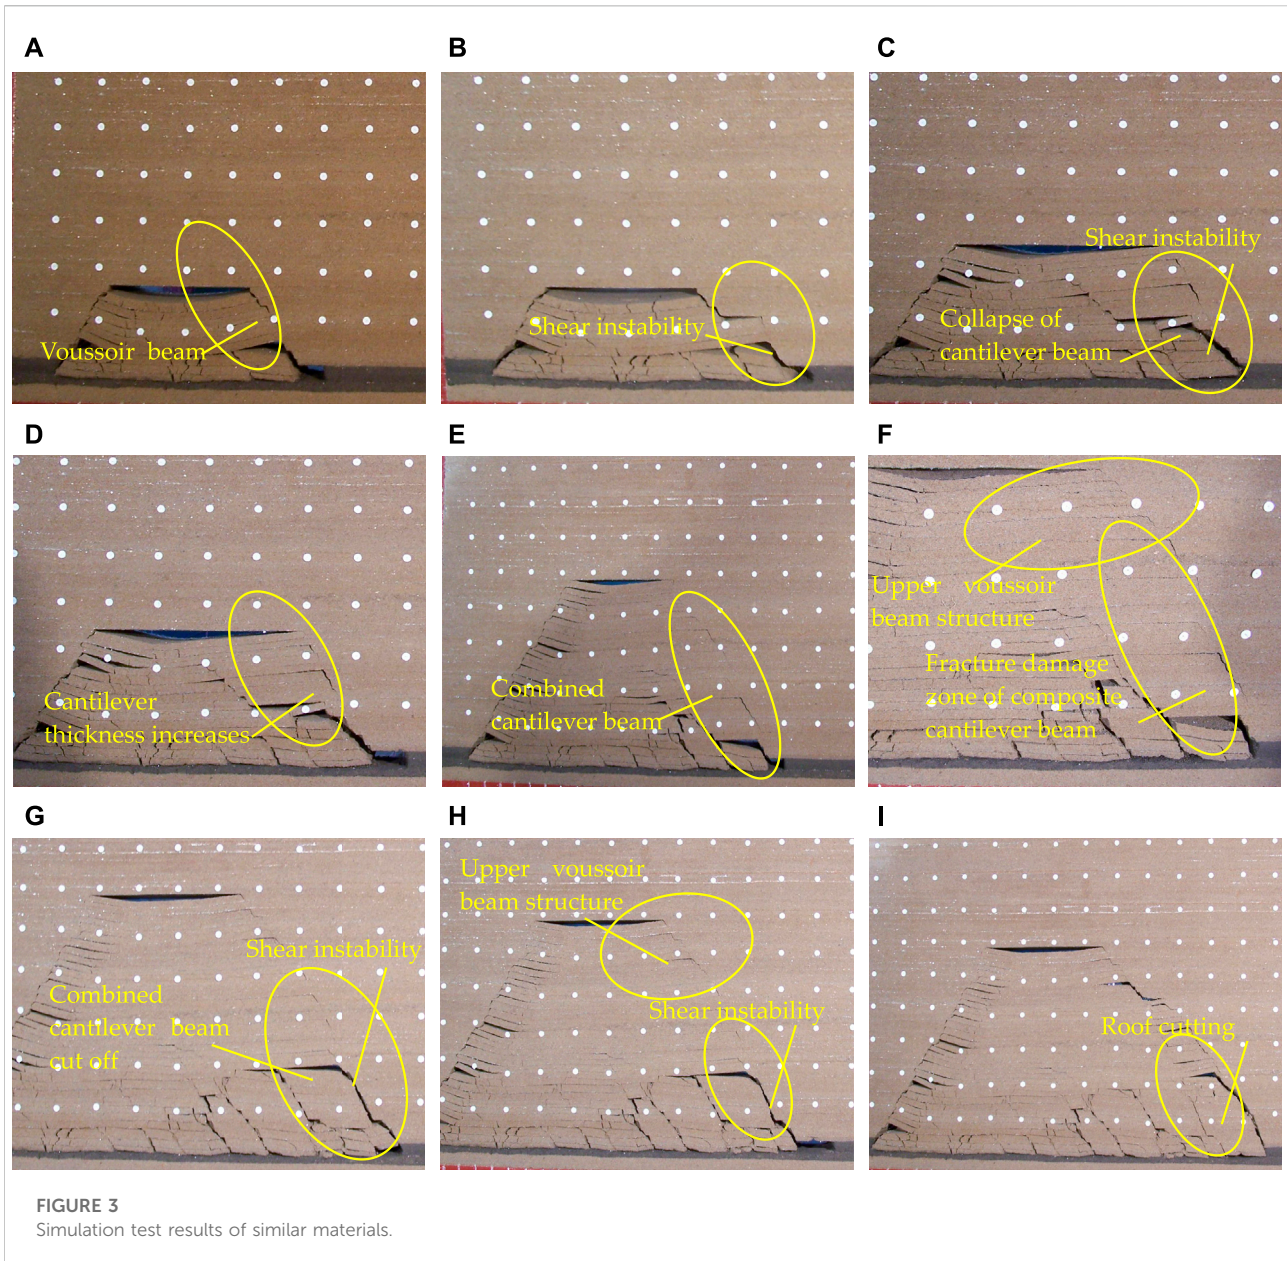 A
B
C
Voussoir beam
Shear instability
Shear instability
Collapse of
cantilever beam
D
E
F
Cantilever
thickness increases
Combined
cantilever beam
Upper voussoir
beam structure
Fracture damage
zone of composite
cantilever beam
G
H
I
Shear instability
Combined
cantilever beam
cut off
Upper voussoir
beam structure
Shear instability
Roof cutting
FIGURE 3
Simulation test results of similar materials.